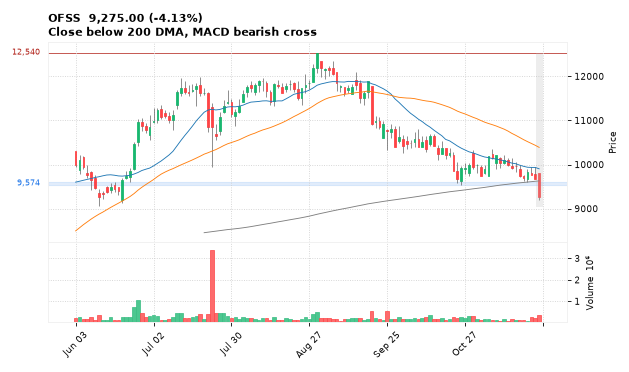 OFSS 9,275.00 (-4.13%)
Close below 200 DMA, MACD bearish cross
12,540
12000
11000
Price
10000
9,574
9000
3
2
1
Volume 10⁶
Jun 03
Jul 02
Jul 30
Aug 27
Sep 25
Oct 27